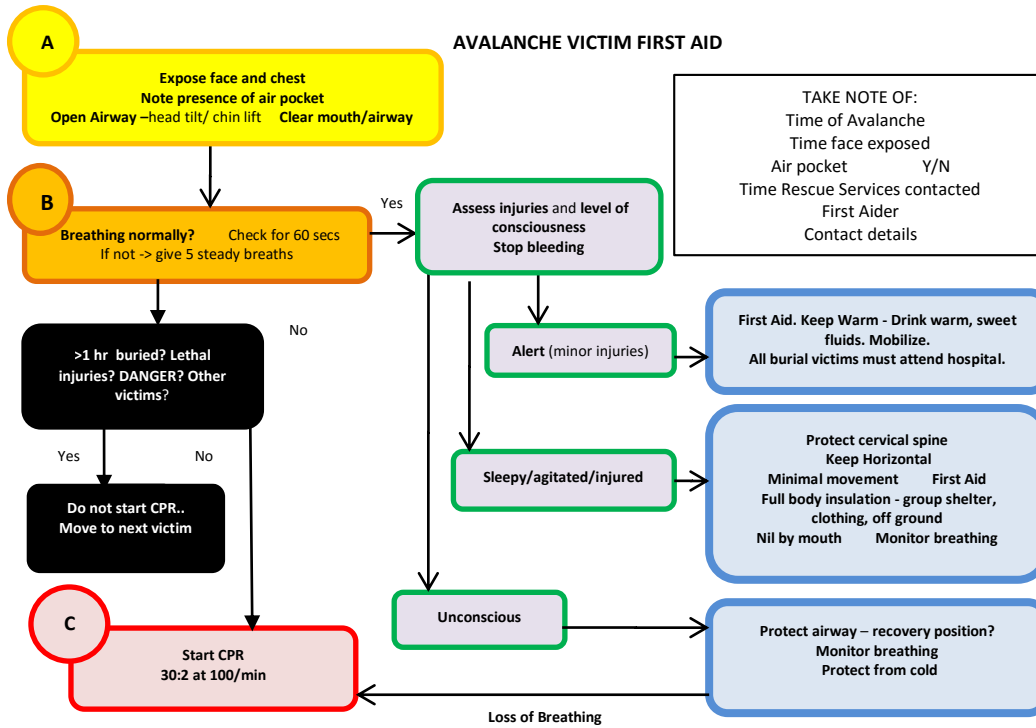 AVALANCHE VICTIM FIRST AID
A
Expose face and chest
Note presence of air pocket
Open Airway –head tilt/ chin lift Clear mouth/airway
TAKE NOTE OF:
Time of Avalanche
Time face exposed
Air pocket Y/N
Time Rescue Services contacted
First Aider
Contact details
B
Breathing normally? Check for 60 secs
If not -> give 5 steady breaths
Yes
Assess injuries and level of
consciousness
Stop bleeding
No
>1 hr buried? Lethal
injuries? DANGER? Other
victims?
Alert (minor injuries)
First Aid. Keep Warm - Drink warm, sweet
fluids. Mobilize.
All burial victims must attend hospital.
Yes
No
Do not start CPR..
Move to next victim
Sleepy/agitated/injured
Protect cervical spine
Keep Horizontal
Minimal movement First Aid
Full body insulation - group shelter,
clothing, off ground
Nil by mouth Monitor breathing
C
Start CPR
30:2 at 100/min
Unconscious
Protect airway – recovery position?
Monitor breathing
Protect from cold
Loss of Breathing